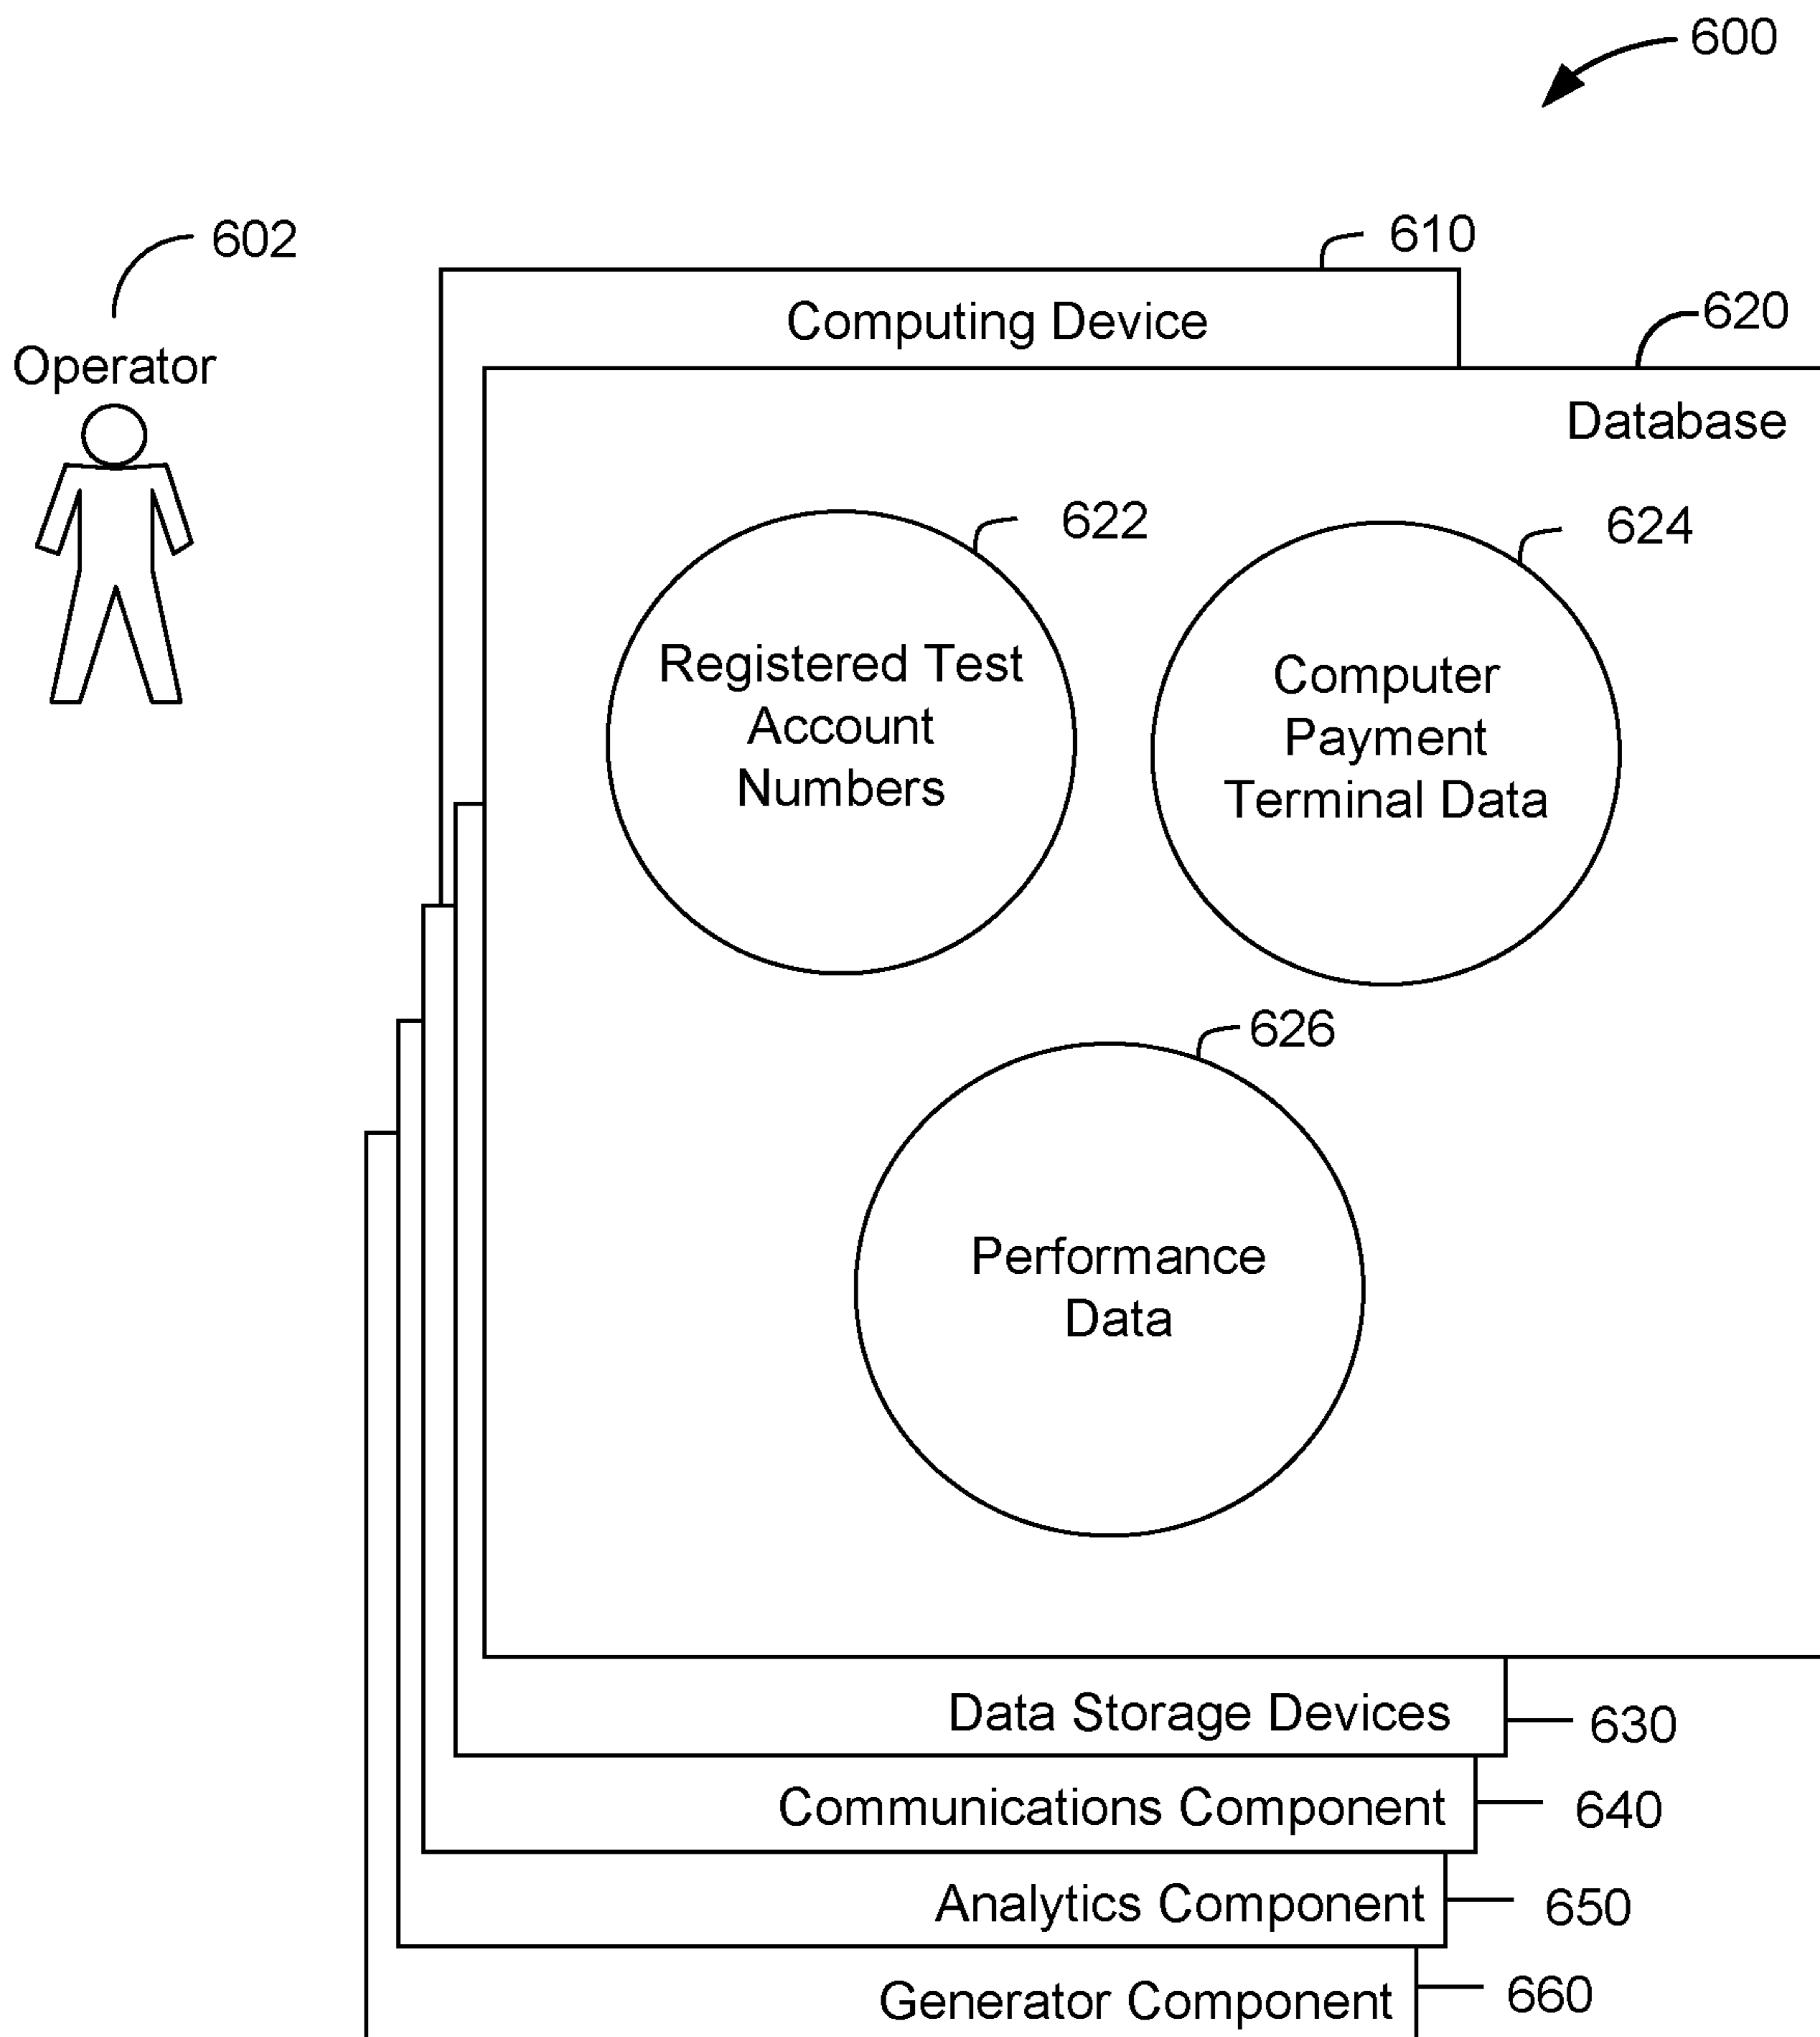 600
602
610
Computing Device
620
Operator
Database
622
624
Registered Test
Account
Numbers
Computer
Payment
Terminal Data
626
Performance
Data
Data Storage Devices
630
Communications Component
640
Analytics Component
650
Generator Component
660